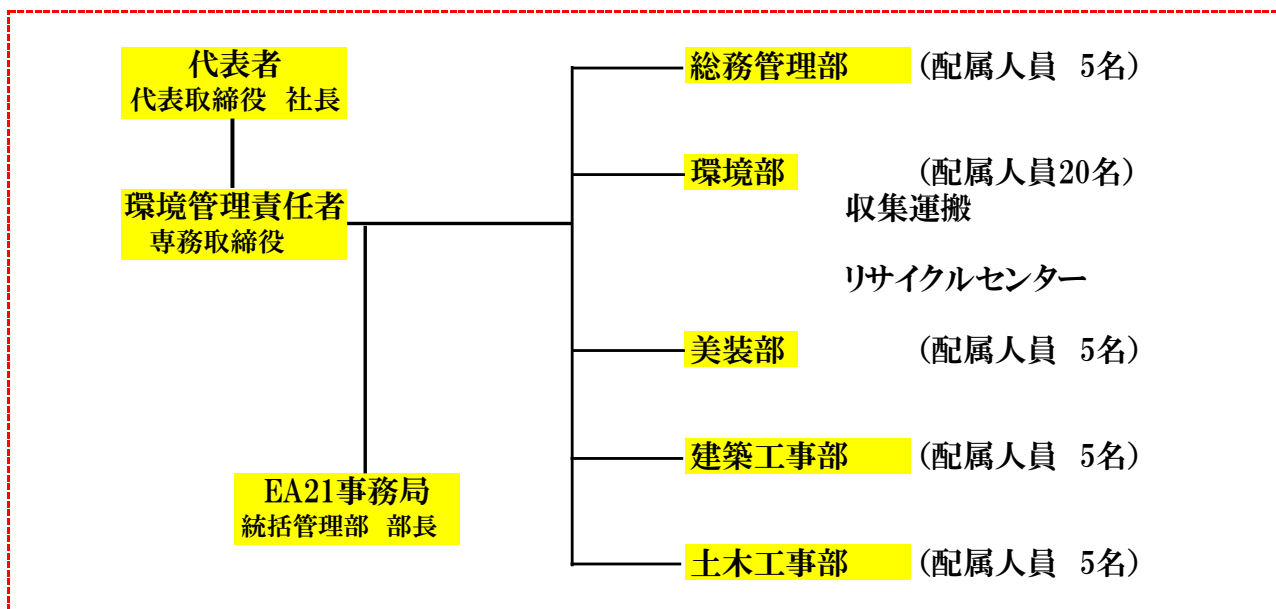 代表者
代表取締役 社長
環境管理責任者
専務取締役
EA21事務局
統括管理部 部長
総務管理部 (配属人員 5名)
環境部 (配属人員20名)
収集運搬
リサイクルセンター
美装部 (配属人員 5名)
建築工事部 (配属人員 5名)
土木工事部 (配属人員 5名)